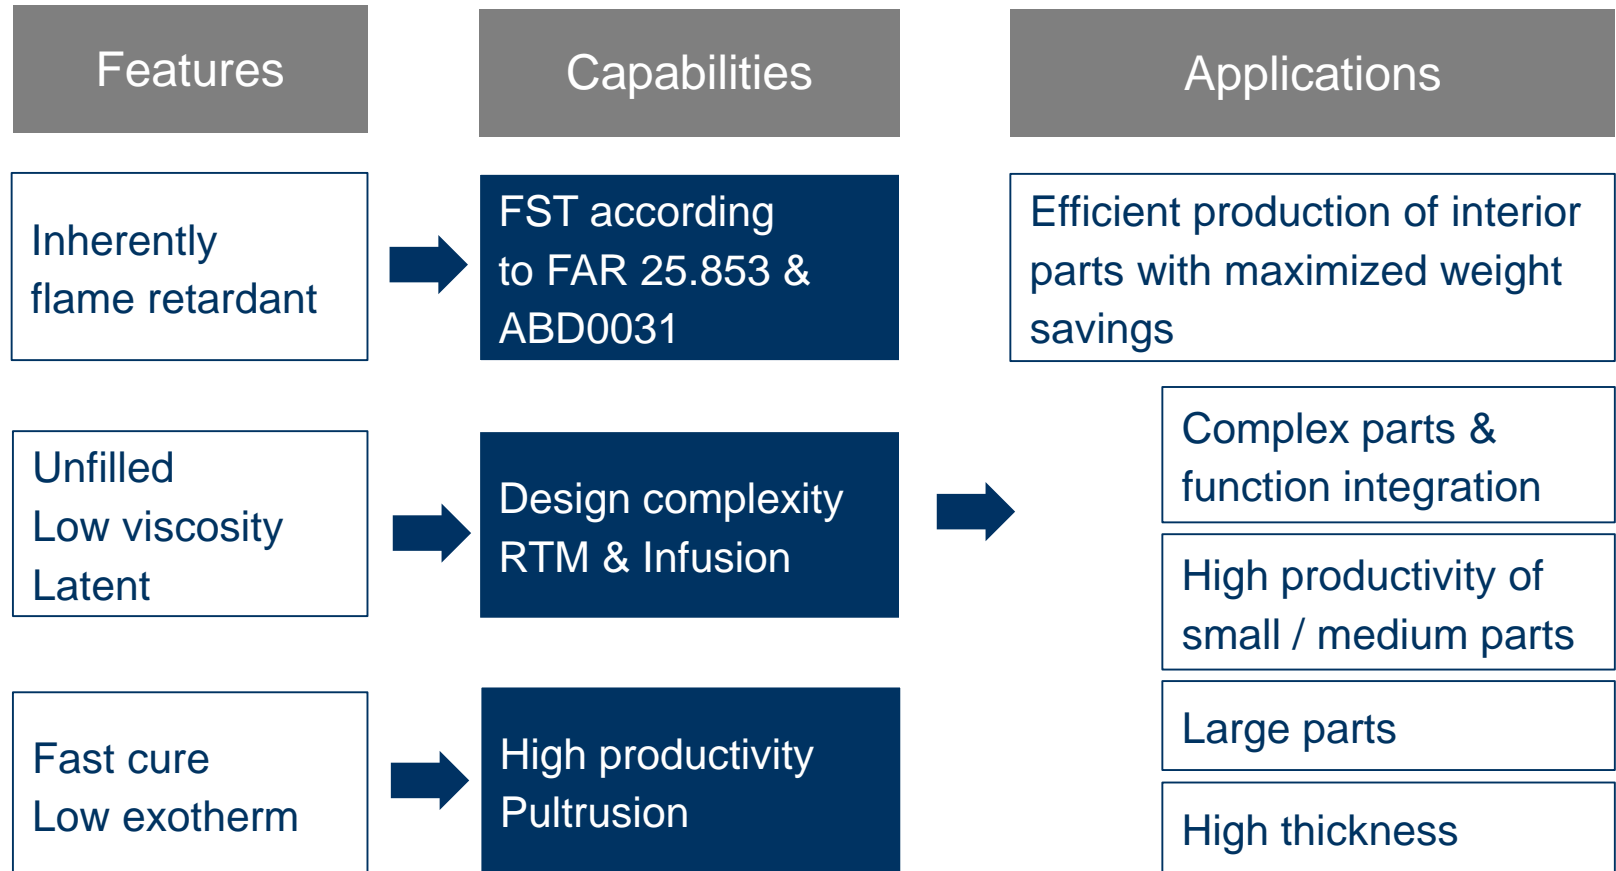 Features
Capabilities
Applications
Inherently
flame retardant
FST according
to FAR 25.853 &
ABD0031
Efficient production of interior
parts with maximized weight
savings
Unfilled
Low viscosity
Latent
Design complexity
RTM & Infusion
Complex parts &
function integration
High productivity of
small / medium parts
Fast cure
Low exotherm
High productivity
Pultrusion
Large parts
High thickness